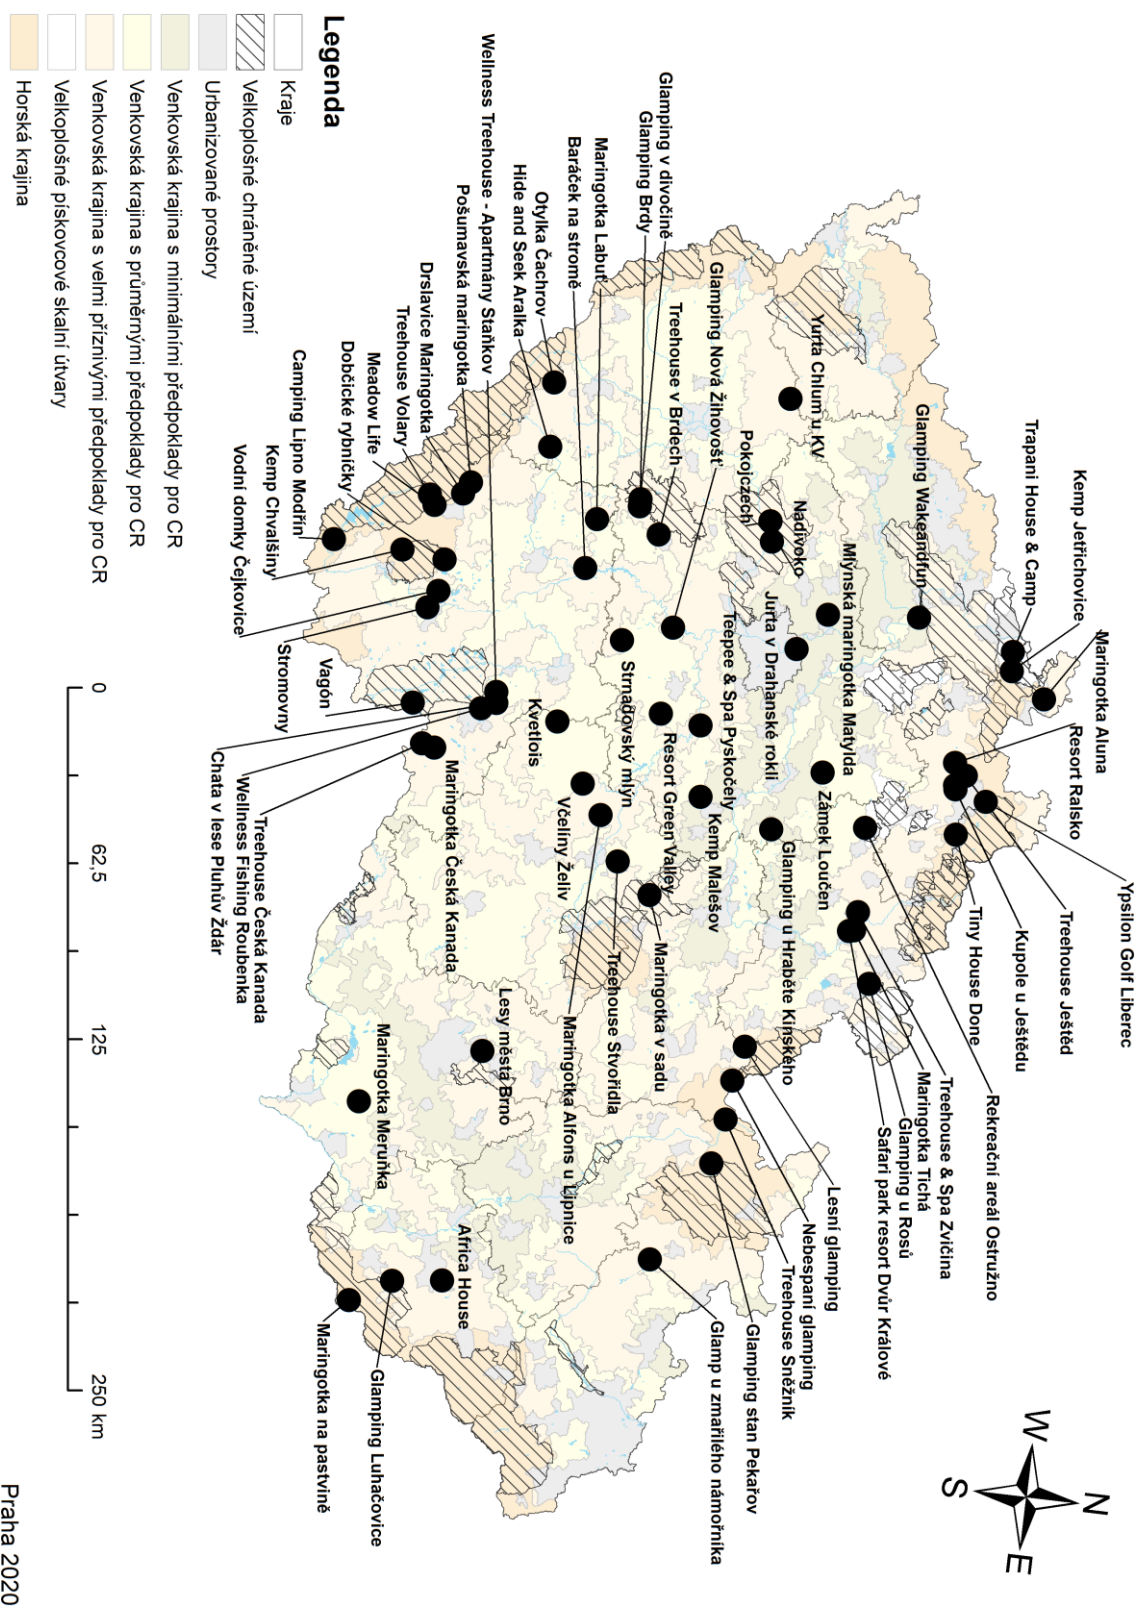 Maringotka Aluna
Kemp Jetřichovice
Trapani House & Camp
Resort Ralsko
Ypsilon Golf Liberec
Treehouse Ještěd
Kupole u Ještědu
Tiny House Done
Rekreační areál Ostružno
Glamping Wakeandfun
Treehouse & Spa Zvičina
Maringotka Tichá
Glamping u Rosů
Safari park resort Dvůr Králové
Yurta Chlum u KV
Mlýnská maringotka Matylda
Zámek Loučen
Lesní glamping
Nebespaní glamping
Treehouse Sněžník
Glamping stan Pekařov
Glamp u zmařilého námořníka
Nadivoko
Pokojczech
Jurta v Drahanské rokli
Glamping u Hraběte Kinského
Teepee & Spa Pyskočely
Kemp Malešov
Glamping Nová Žihovošť
Treehouse v Brdech
Glamping v divočině
Glamping Brdy
Resort Green Valley
Maringotka v sadu
Maringotka Labuť
Baráček na stromě
Strnadovský mlýn
Treehouse Stvořidla
Včeliny Želiv
Maringotka Alfons u Lipnice
Otylka Čachrov
Hide and Seek Aralka
Kvetlois
Lesy města Brno
Wellness Treehouse - Apartmány Staňkov
Pošumavská maringotka
Drslavice Maringotka
Treehouse Volary
Meadow Life
Dobčické rybničky
Camping Lipno Modřín
Kemp Chvalšiny
Vodní domky Čejkovice
Stromovny
Vagón
Chata v lese Pluhův Ždár
Wellness Fishing Roubenka
Treehouse Česká Kanada
Maringotka Česká Kanada
Maringotka Meruňka
Africa House
Glamping Luhačovice
Maringotka na pastvině
N
W
E
S
Legenda
Kraje
Velkoplošné chráněné území
Urbanizované prostory
Venkovská krajina s minimálními předpoklady pro CR
Venkovská krajina s průměrnými předpoklady pro CR
Venkovská krajina s velmi příznivými předpoklady pro CR
Velkoplošné pískovcové skalní útvary
Horská krajina
0 62,5 125 250 km
Praha 2020